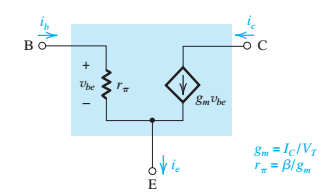 i_b
i_c
B
C
+
v_be
r_π
g_m v_be
−
g_m = I_C/V_T
r_π = β/g_m
i_e
E